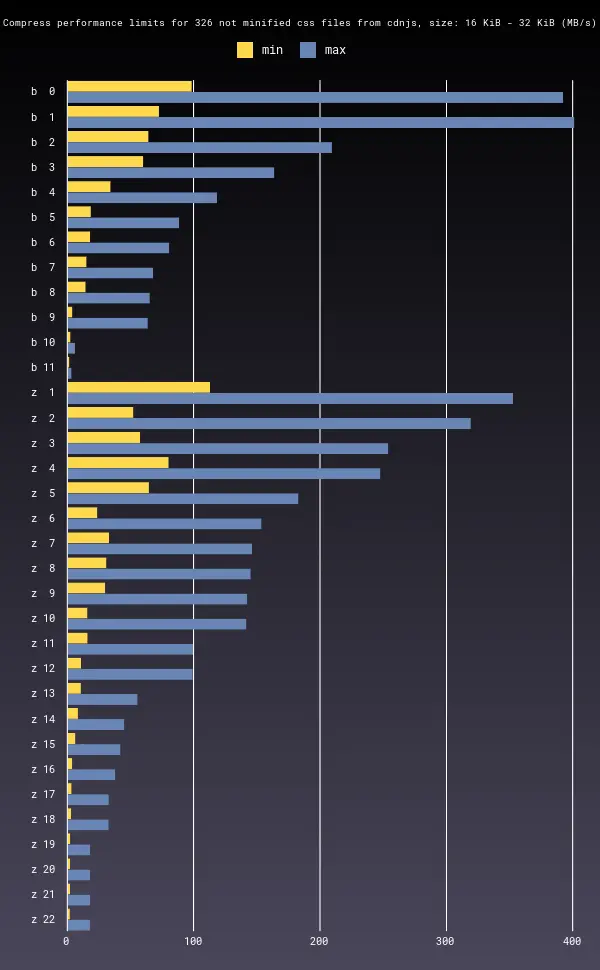 Compress performance limits for 326 not minified css files from cdnjs, size: 16 KiB - 32 KiB (MB/s)
min max
b 0
b 1
b 2
b 3
b 4
b 5
b 6
b 7
b 8
b 9
b 10
b 11
z 1
z 2
z 3
z 4
z 5
z 6
z 7
z 8
z 9
z 10
z 11
z 12
z 13
z 14
z 15
z 16
z 17
z 18
z 19
z 20
z 21
z 22
0 100 200 300 400